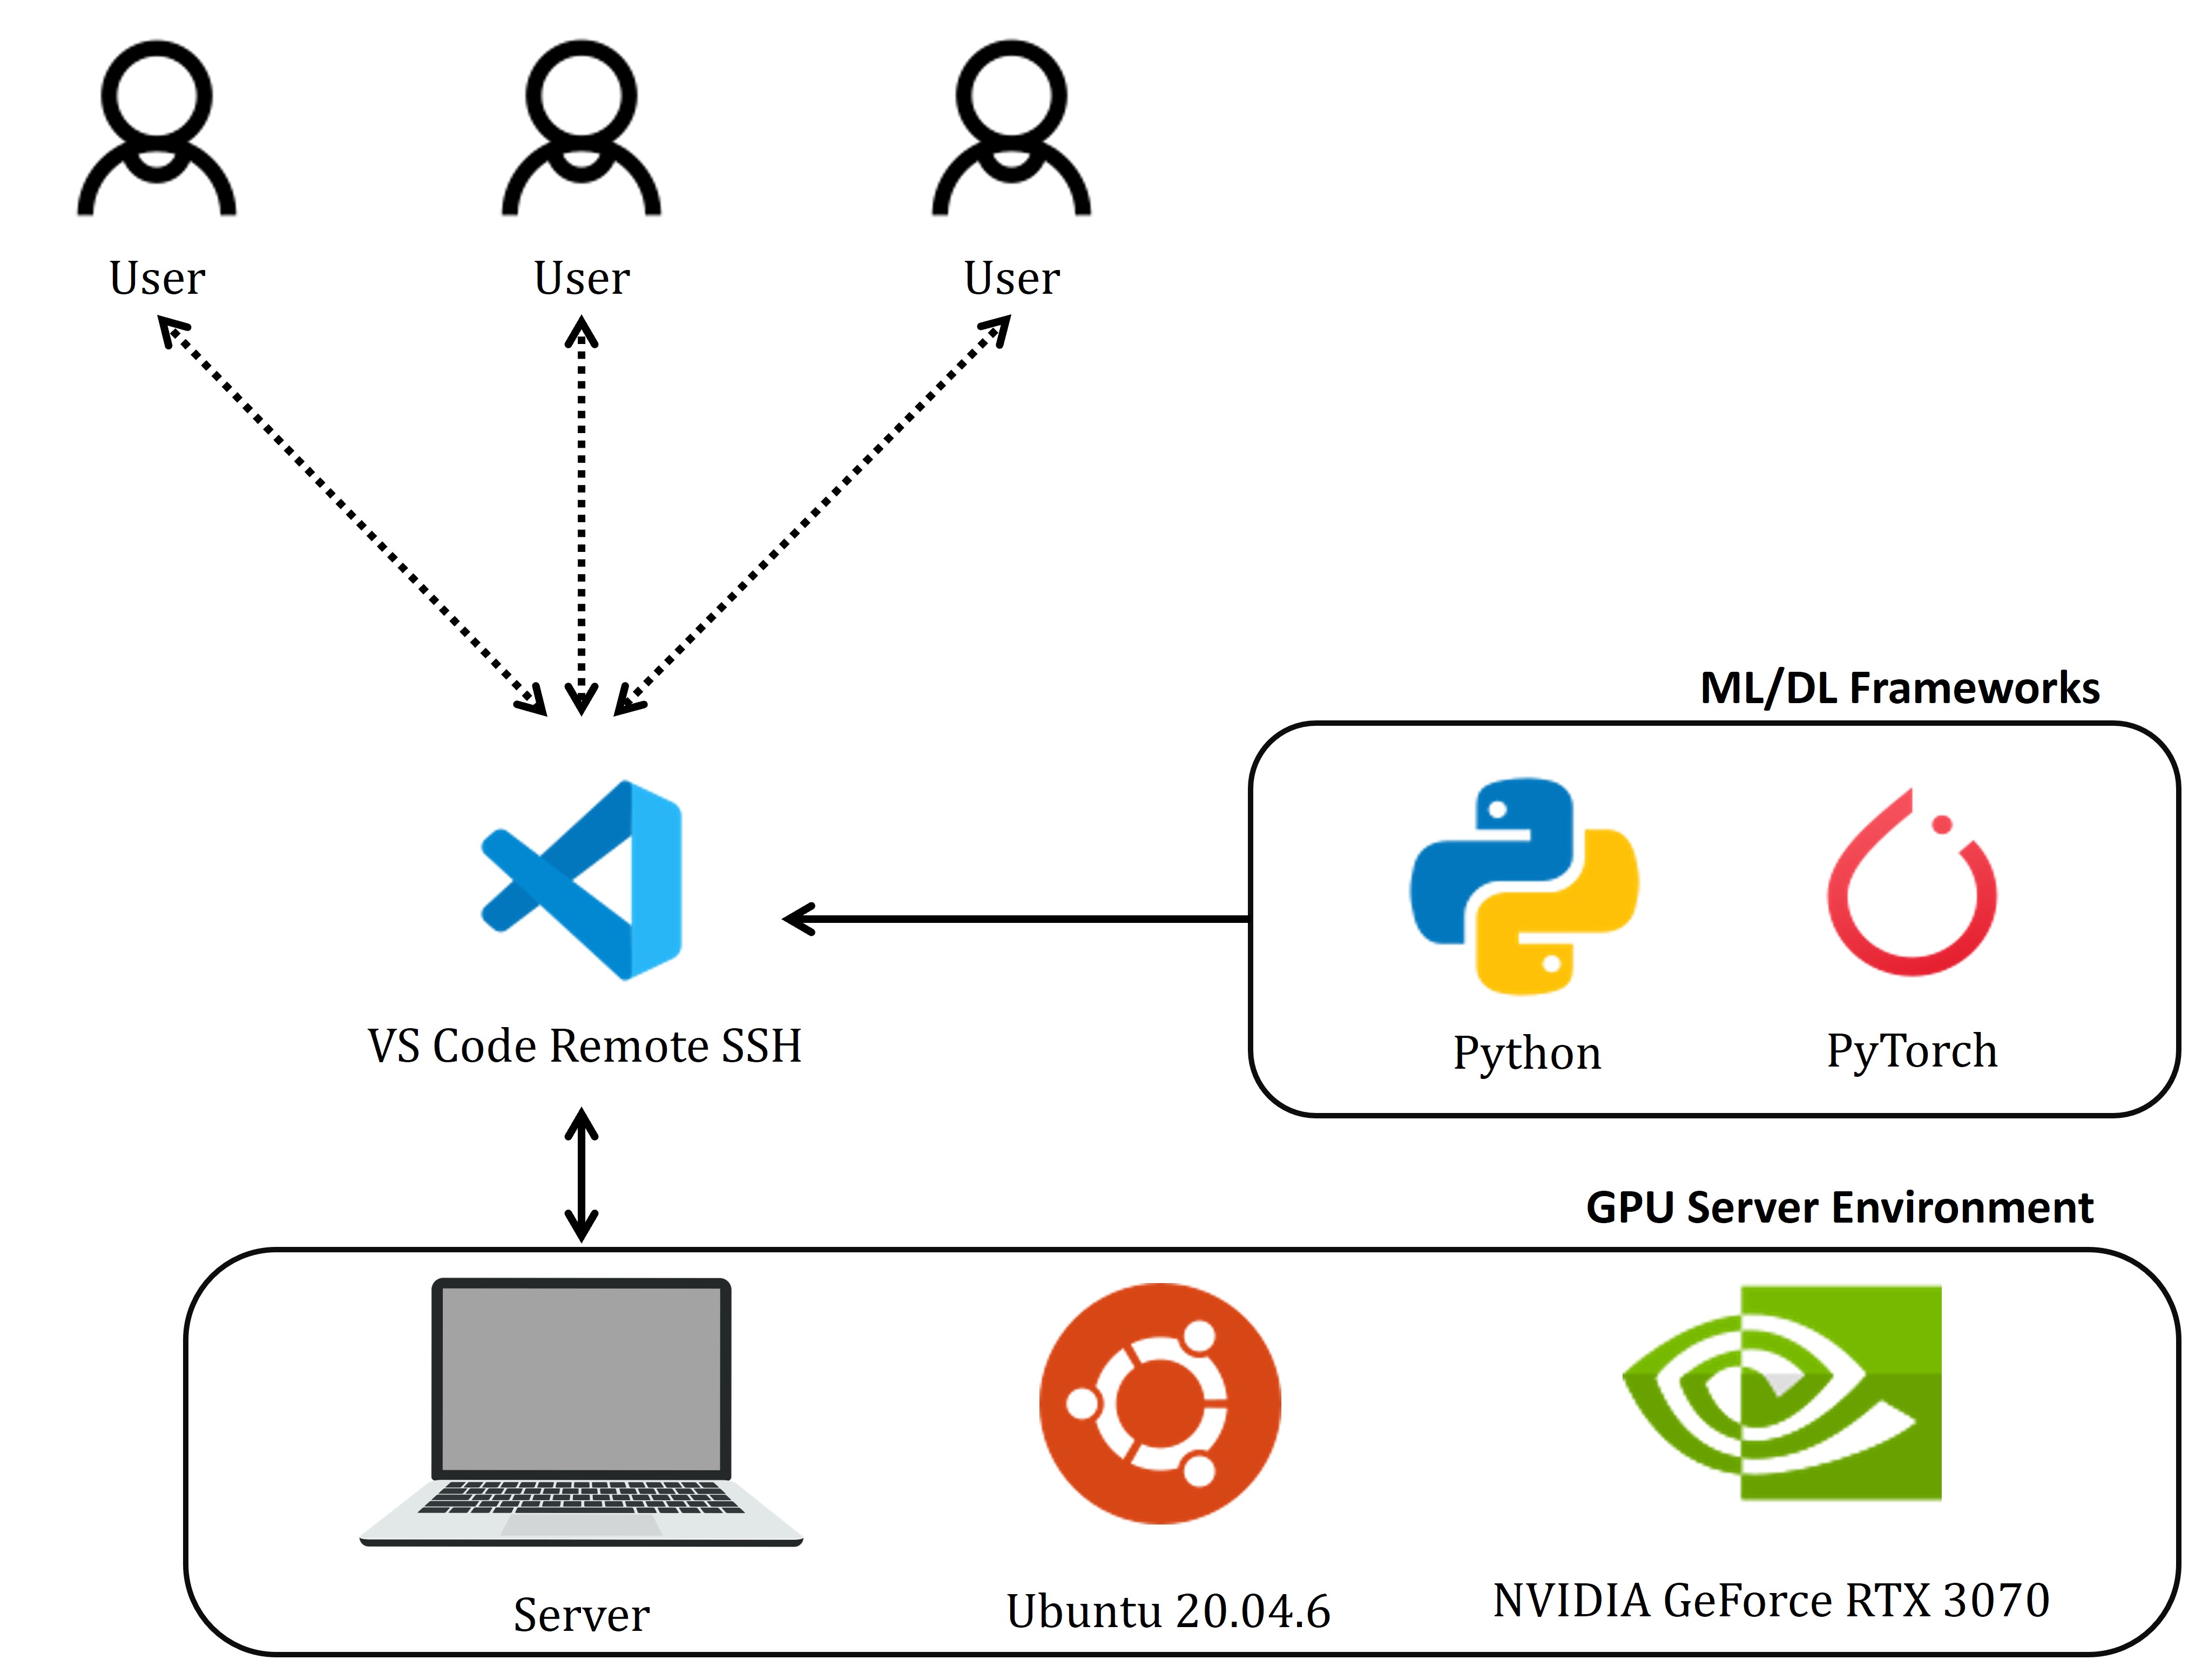 User
User
User
ML/DL Frameworks
VS Code Remote SSH
Python
PyTorch
GPU Server Environment
Server
Ubuntu 20.04.6
NVIDIA GeForce RTX 3070